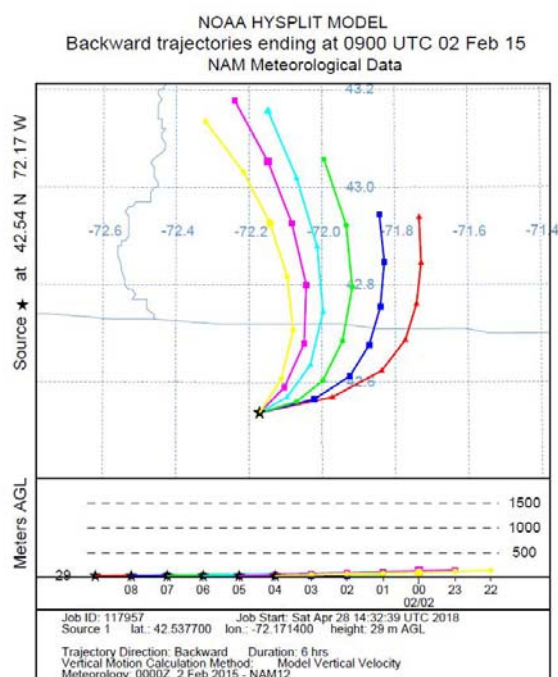 NOAA HYSPLIT MODEL
Backward trajectories ending at 0900 UTC 02 Feb 15
NAM Meteorological Data
Source ★ at 42.54 N 72.17 W
43.2
43.0
-72.6 -72.4 -72.2 -72.0 -71.8 -71.6 -71.4
42.8
42.6
Meters AGL
1500
1000
500
29
08 07 06 05 04 03 02 01 00 23 22
02/02
Job ID: 117957 Job Start: Sat Apr 28 14:32:39 UTC 2018
Source 1 lat.: 42.537700 lon.: -72.171400 height: 29 m AGL
Trajectory Direction: Backward Duration: 6 hrs
Vertical Motion Calculation Method: Model Vertical Velocity
Meteorology: 0000Z 2 Feb 2015 - NAM12